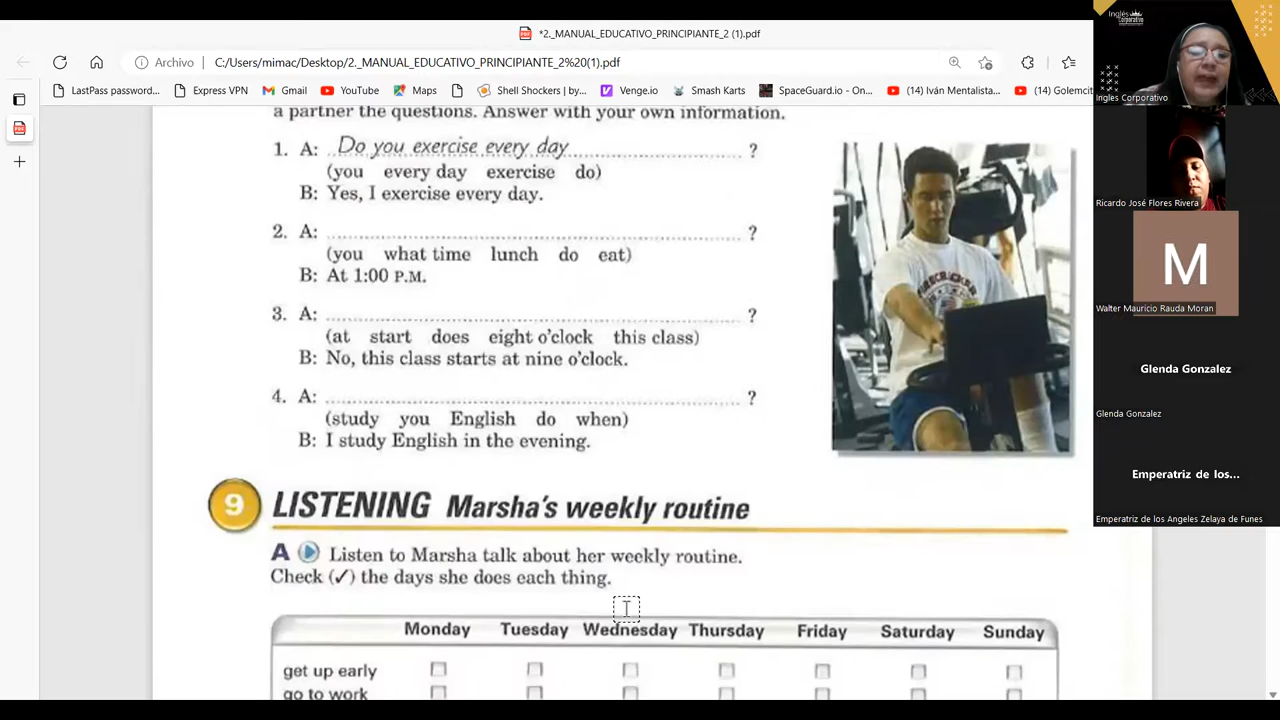 *2._MANUAL_EDUCATIVO_PRINCIPIANTE_2 (1).pdf
Archivo C:/Users/mimac/Desktop/2._MANUAL_EDUCATIVO_PRINCIPIANTE_2%20(1).pdf
LastPass password... Express VPN Gmail YouTube Maps Shell Shockers | by... Venge.io Smash Karts SpaceGuard.io - On... (14) Iván Mentalista... (14) Golemcit
a partner the questions. Answer with your own information.
1. A: Do you exercise every day ?
(you every day exercise do)
B: Yes, I exercise every day.
2. A: ?
(you what time lunch do eat)
B: At 1:00 P.M.
3. A: ?
(at start does eight o'clock this class)
B: No, this class starts at nine o'clock.
4. A: ?
(study you English do when)
B: I study English in the evening.
9 LISTENING Marsha's weekly routine
A Listen to Marsha talk about her weekly routine.
Check (✓) the days she does each thing.
Monday Tuesday Wednesday Thursday Friday Saturday Sunday
get up early
go to work
Inglés
Corporativo
Ingles Corporativo
Ricardo José Flores Rivera
M
Walter Mauricio Rauda Moran
Glenda Gonzalez
Glenda Gonzalez
Emperatriz de los...
Emperatriz de los Angeles Zelaya de Funes